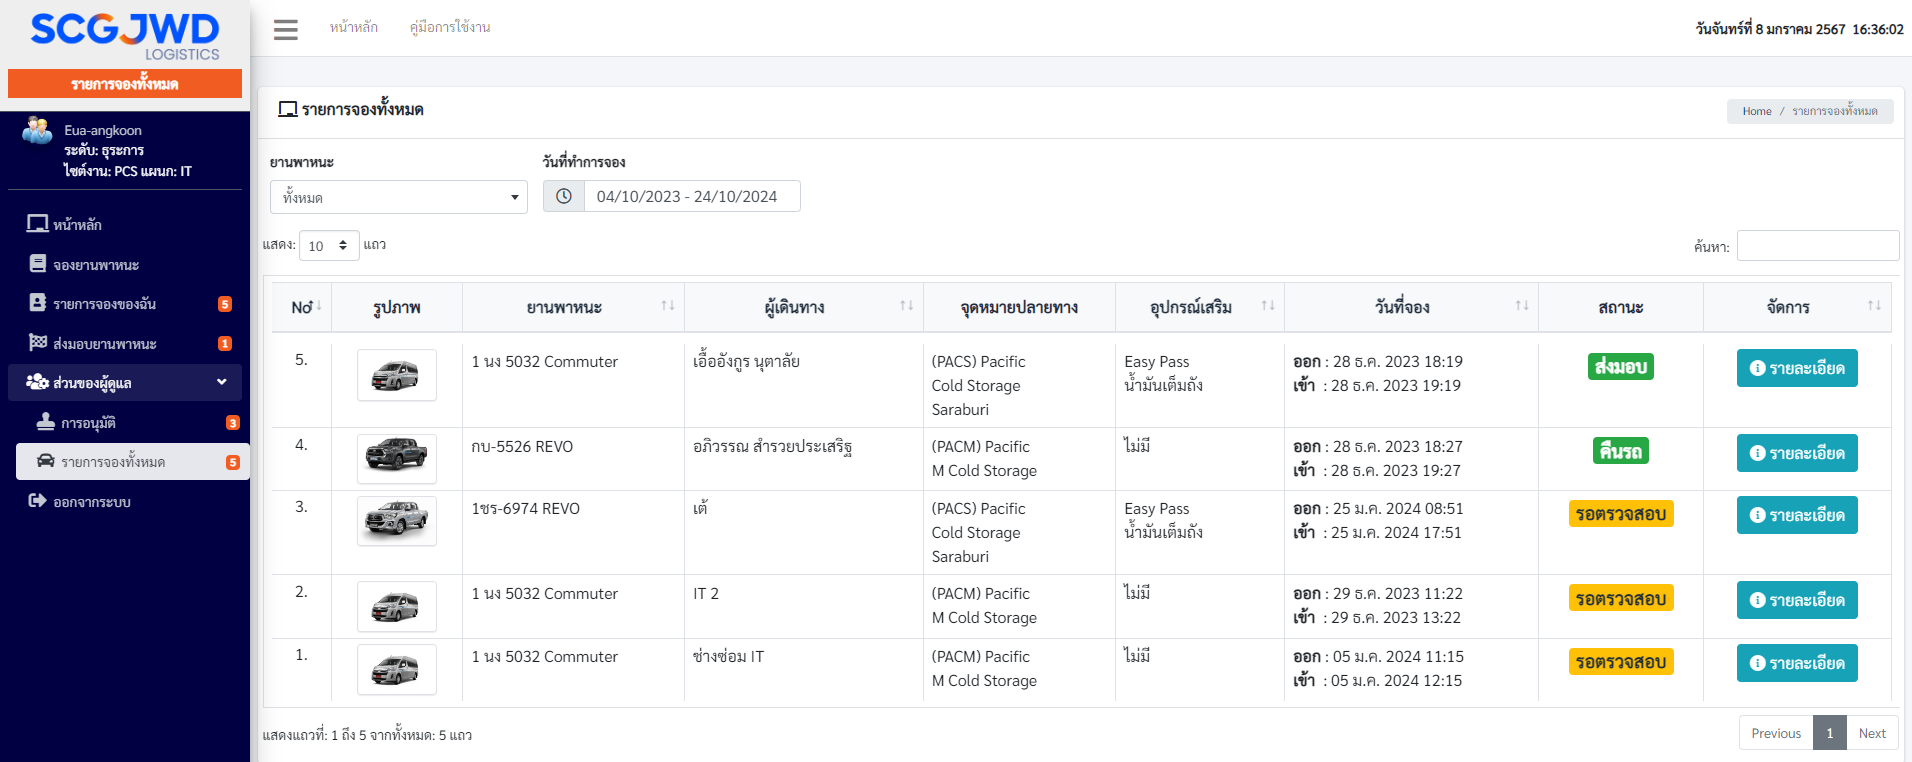 SCGJWD
LOGISTICS
รายการจองทั้งหมด
Eua-angkoon
ระดับ: ธุระการ
ไซต์งาน: PCS แผนก: IT
หน้าหลัก
จองยานพาหนะ
รายการจองของฉัน 5
ส่งมอบยานพาหนะ 1
ส่วนของผู้ดูแล
การอนุมัติ 3
รายการจองทั้งหมด 5
ออกจากระบบ
หน้าหลัก คู่มือการใช้งาน
วันจันทร์ที่ 8 มกราคม 2567 16:36:02
รายการจองทั้งหมด
Home / รายการจองทั้งหมด
ยานพาหนะ วันที่ทำการจอง
ทั้งหมด 04/10/2023 - 24/10/2024
แสดง: 10 แถว ค้นหา:
No รูปภาพ ยานพาหนะ ผู้เดินทาง จุดหมายปลายทาง อุปกรณ์เสริม วันที่จอง สถานะ จัดการ
5. 1 นง 5032 Commuter เอื้ออังกูร นุตาลัย (PACS) Pacific Easy Pass ออก : 28 ธ.ค. 2023 18:19 ส่งมอบ รายละเอียด
Cold Storage น้ำมันเต็มถัง เข้า : 28 ธ.ค. 2023 19:19
Saraburi
4. กบ-5526 REVO อภิวรรณ สำรวยประเสริฐ (PACM) Pacific ไม่มี ออก : 28 ธ.ค. 2023 18:27 คืนรถ รายละเอียด
M Cold Storage เข้า : 28 ธ.ค. 2023 19:27
3. 1ชร-6974 REVO เต้ (PACS) Pacific Easy Pass ออก : 25 ม.ค. 2024 08:51 รอตรวจสอบ รายละเอียด
Cold Storage น้ำมันเต็มถัง เข้า : 25 ม.ค. 2024 17:51
Saraburi
2. 1 นง 5032 Commuter IT 2 (PACM) Pacific ไม่มี ออก : 29 ธ.ค. 2023 11:22 รอตรวจสอบ รายละเอียด
M Cold Storage เข้า : 29 ธ.ค. 2023 13:22
1. 1 นง 5032 Commuter ช่างซ่อม IT (PACM) Pacific ไม่มี ออก : 05 ม.ค. 2024 11:15 รอตรวจสอบ รายละเอียด
M Cold Storage เข้า : 05 ม.ค. 2024 12:15
แสดงแถวที่: 1 ถึง 5 จากทั้งหมด: 5 แถว
Previous 1 Next